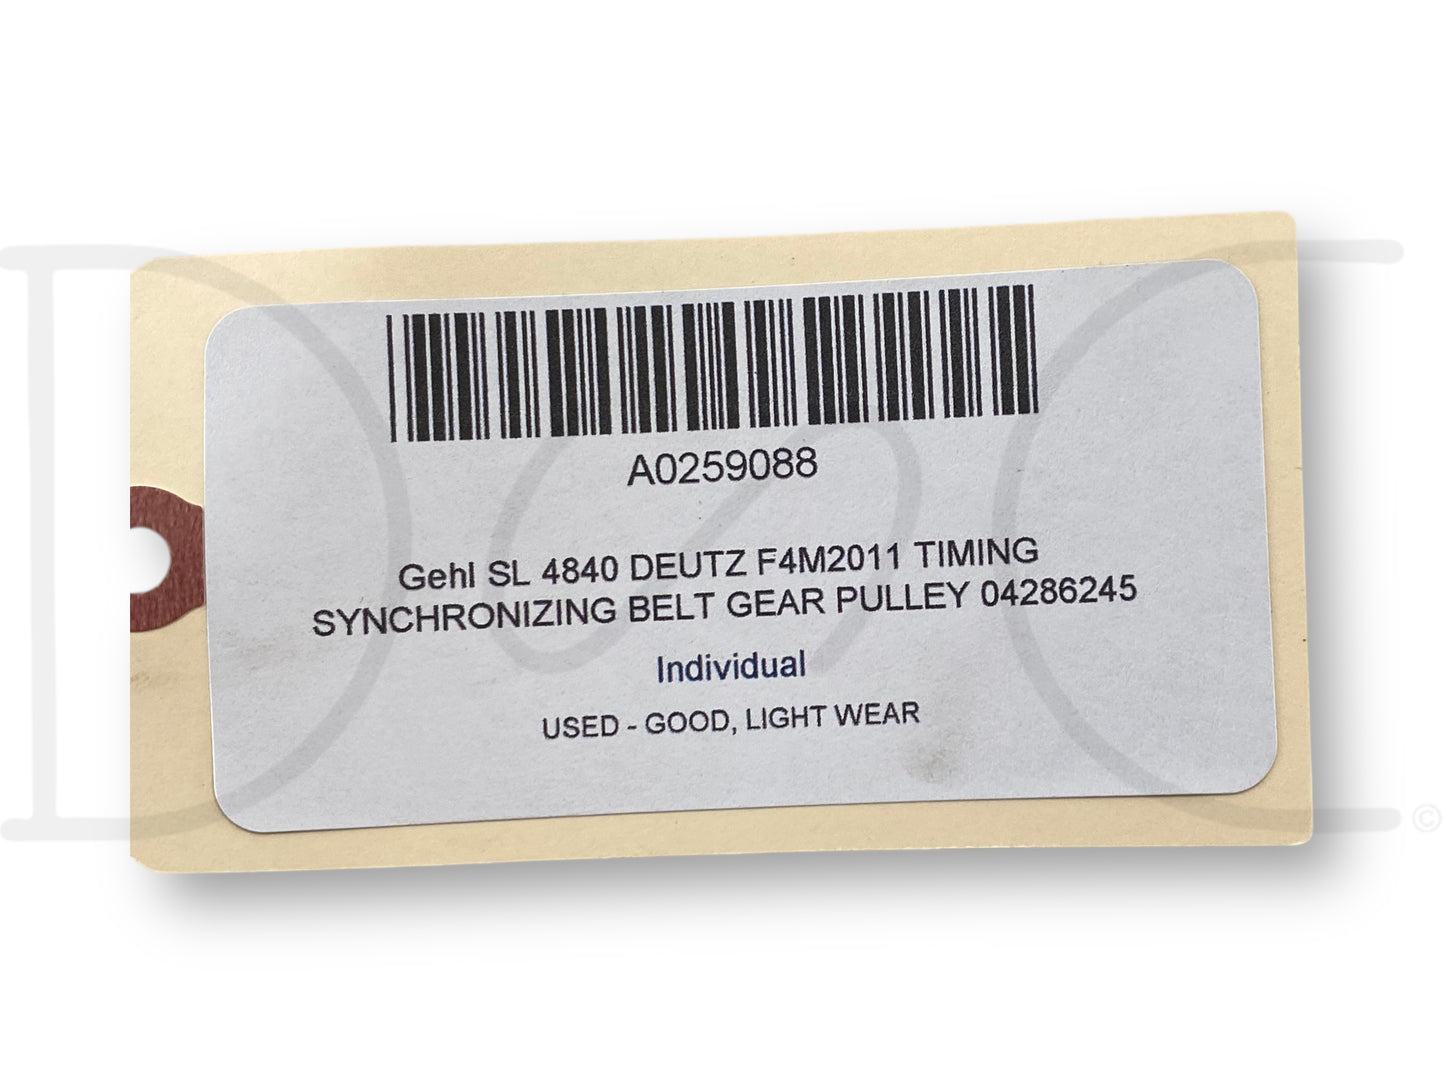 A0259088
Gehl SL 4840 DEUTZ F4M2011 TIMING
SYNCHRONIZING BELT GEAR PULLEY 04286245
Individual
USED - GOOD, LIGHT WEAR
©